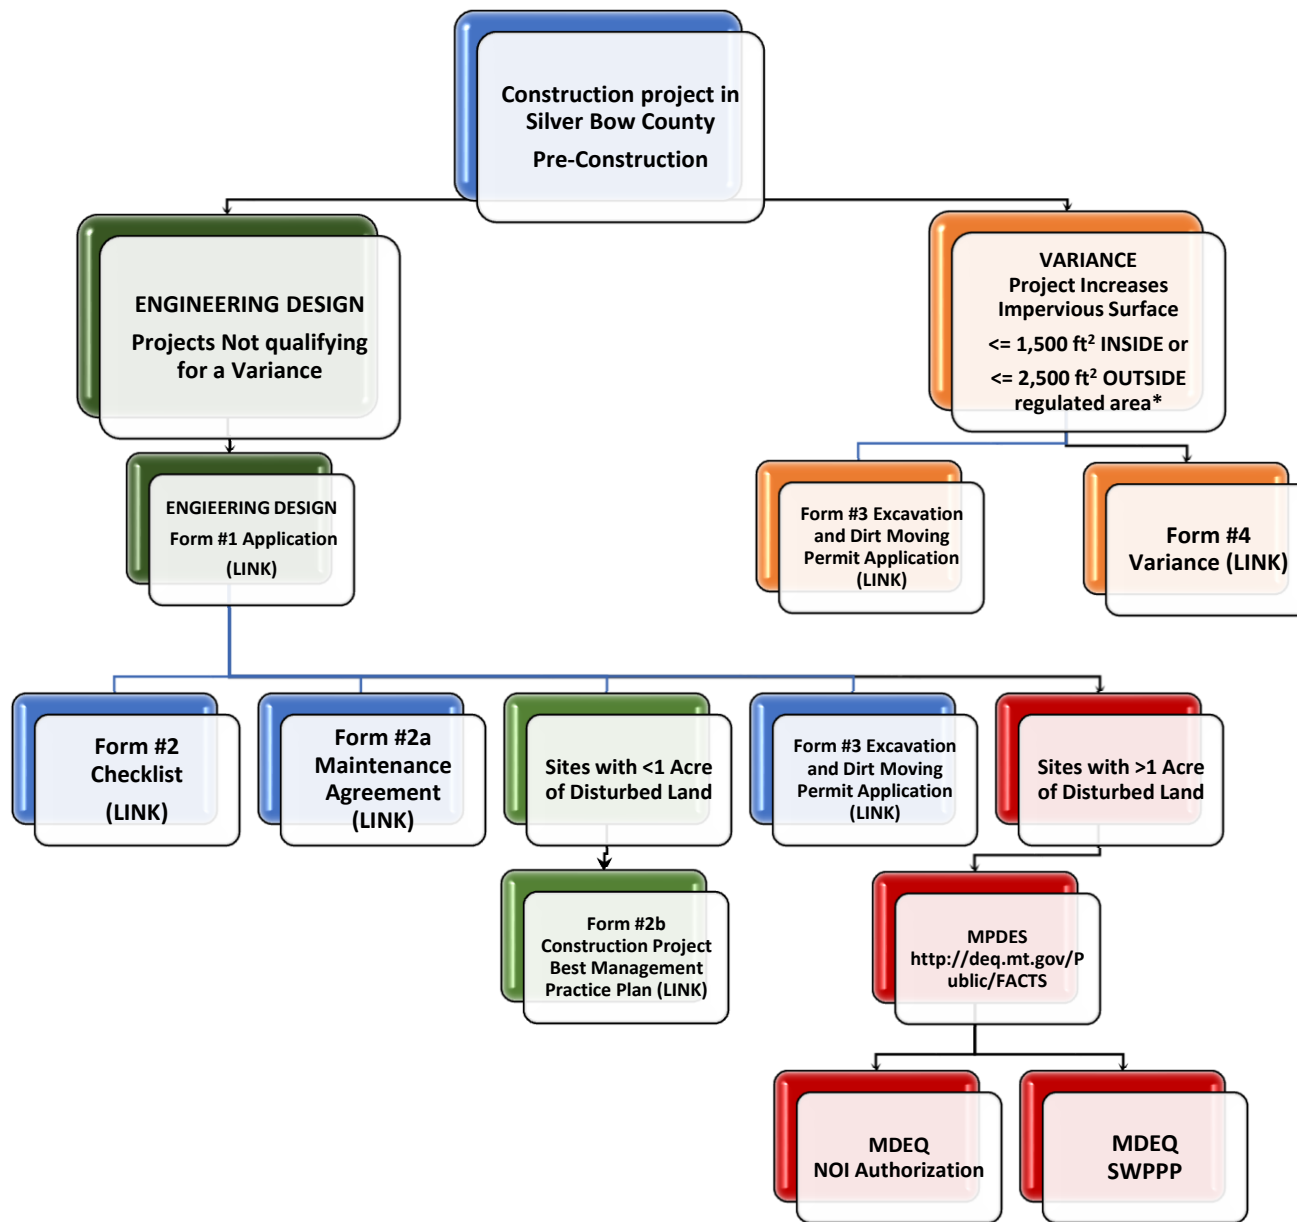 Construction project in
Silver Bow County
Pre-Construction
ENGINEERING DESIGN
Projects Not qualifying
for a Variance
VARIANCE
Project Increases
Impervious Surface
<= 1,500 ft² INSIDE or
<= 2,500 ft² OUTSIDE
regulated area*
ENGIEERING DESIGN
Form #1 Application
(LINK)
Form #3 Excavation
and Dirt Moving
Permit Application
(LINK)
Form #4
Variance (LINK)
Form #2
Checklist
(LINK)
Form #2a
Maintenance
Agreement
(LINK)
Sites with <1 Acre
of Disturbed Land
Form #3 Excavation
and Dirt Moving
Permit Application
(LINK)
Sites with >1 Acre
of Disturbed Land
Form #2b
Construction Project
Best Management
Practice Plan (LINK)
MPDES
http://deq.mt.gov/P
ublic/FACTS
MDEQ
NOI Authorization
MDEQ
SWPPP